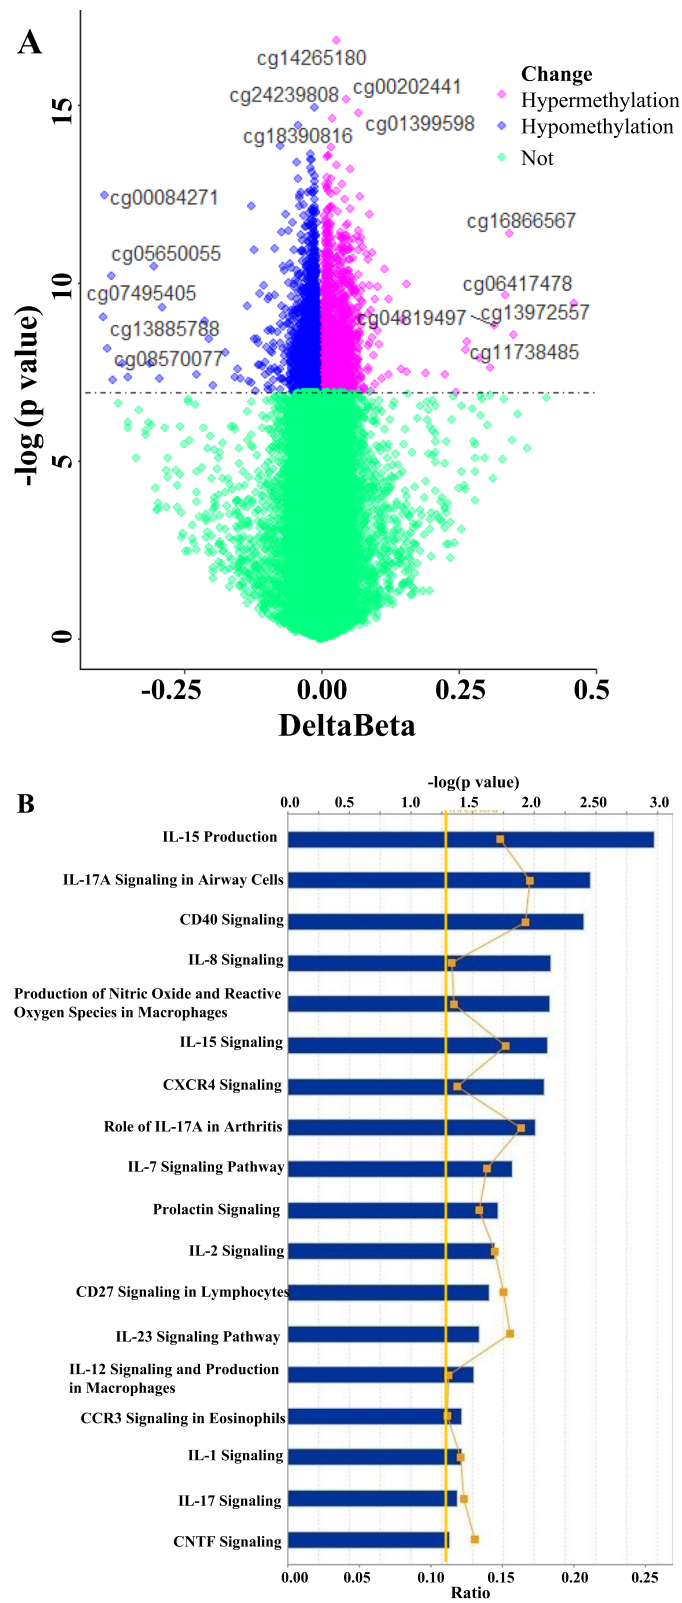 A
cg14265180
cg24239808
cg00202441
cg01399598
cg18390816
cg00084271
cg16866567
cg05650055
cg07495405
cg06417478
cg04819497
cg13972557
cg13885788
cg08570077
cg11738485
Change
Hypermethylation
Hypomethylation
Not
-log (p value)
15
10
5
0
-0.25
0.00
0.25
0.5
DeltaBeta
B
-log(p value)
0.0
0.5
1.0
1.5
2.0
2.50
3.0
IL-15 Production
IL-17A Signaling in Airway Cells
CD40 Signaling
IL-8 Signaling
Production of Nitric Oxide and Reactive
Oxygen Species in Macrophages
IL-15 Signaling
CXCR4 Signaling
Role of IL-17A in Arthritis
IL-7 Signaling Pathway
Prolactin Signaling
IL-2 Signaling
CD27 Signaling in Lymphocytes
IL-23 Signaling Pathway
IL-12 Signaling and Production
in Macrophages
CCR3 Signaling in Eosinophils
IL-1 Signaling
IL-17 Signaling
CNTF Signaling
0.00
0.05
0.10
0.15
0.20
0.25
Ratio